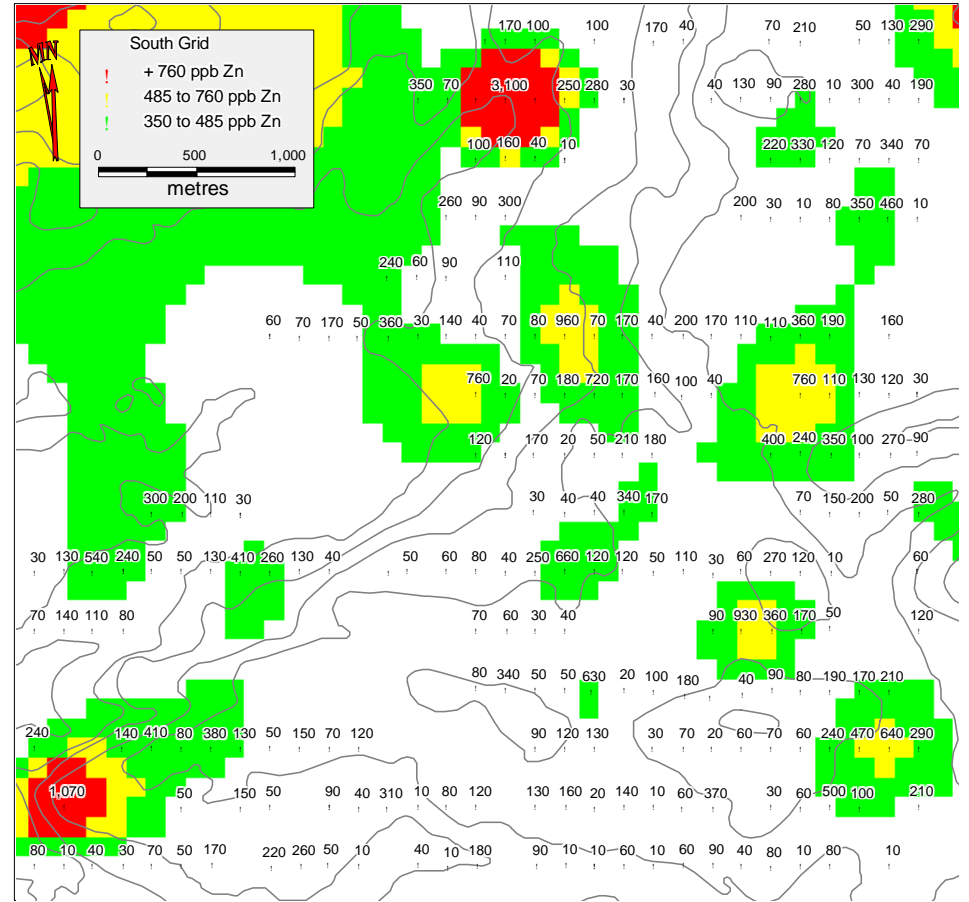 170 100 100 170 40 70 210 50 130 290
MN
South Grid
! + 760 ppb Zn
! 485 to 760 ppb Zn
! 350 to 485 ppb Zn
0 500 1,000
metres
350 70 3,100 250 280 30 40 130 90 280 10 300 40 190
100 160 40 10 220 330 120 70 340 70
260 90 300 200 30 10 80 350 460 10
240 60 90 110
60 70 170 50 360 30 140 40 70 80 960 70 170 40 200 170 110 110 360 190 160
760 20 70 180 720 170 160 100 40 760 110 130 120 30
120 170 20 50 210 180 400 240 350 100 270 90
300 200 110 30 30 40 40 340 170 70 150 200 50 280
30 130 540 240 50 50 130 410 260 130 40 50 60 80 40 250 660 120 120 50 110 30 60 270 120 10 60
70 140 110 80 70 60 30 40 90 930 360 170 50 120
80 340 50 50 630 20 100 180 40 90 80 190 170 210
240 140 410 80 380 130 50 150 70 120 90 120 130 30 70 20 60 70 60 240 470 640 290
1,070 50 150 50 90 40 310 10 80 120 130 160 20 140 10 60 370 30 60 500 100 210
80 10 40 30 70 50 170 220 260 50 10 40 10 180 90 10 10 60 10 60 90 40 80 10 80 10